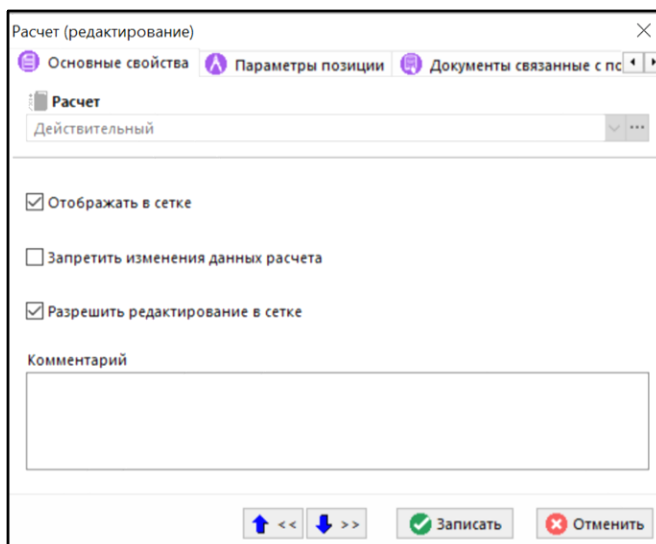 Расчет (редактирование)
Основные свойства Параметры позиции Документы связанные с по
Расчет
Действительный
Отображать в сетке
Запретить изменения данных расчета
Разрешить редактирование в сетке
Комментарий
<< >> Записать Отменить